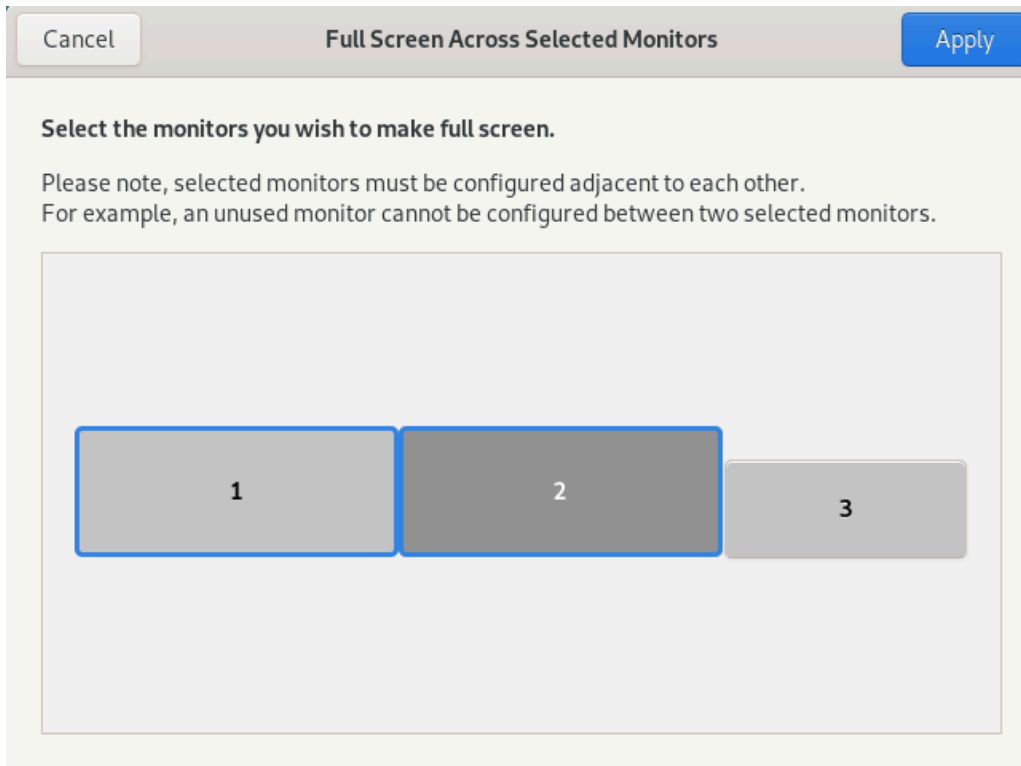 Cancel
Full Screen Across Selected Monitors
Apply
Select the monitors you wish to make full screen.
Please note, selected monitors must be configured adjacent to each other.
For example, an unused monitor cannot be configured between two selected monitors.
1
2
3